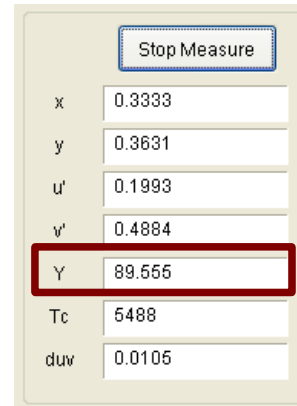 Stop Measure
x 0.3333
y 0.3631
u' 0.1993
v' 0.4884
Y 89.555
Tc 5488
duv 0.0105